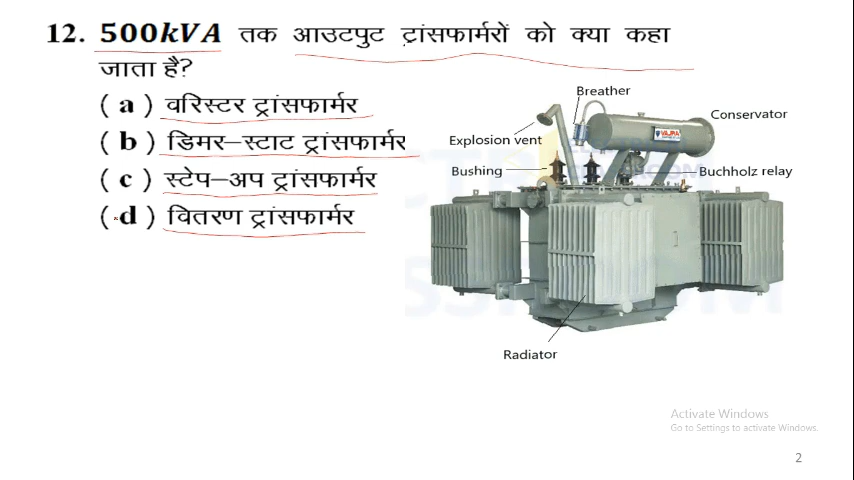 12. 500kVA तक आउटपुट ट्रांसफार्मरों को क्या कहा
जाता है?
(a) वरिस्टर ट्रांसफार्मर
(b) डिमर–स्टाट ट्रांसफार्मर
(c) स्टेप–अप ट्रांसफार्मर
(d) वितरण ट्रांसफार्मर
Breather
Conservator
Explosion vent
VAJRA
Bushing
Buchholz relay
Radiator
Activate Windows
Go to Settings to activate Windows.
2